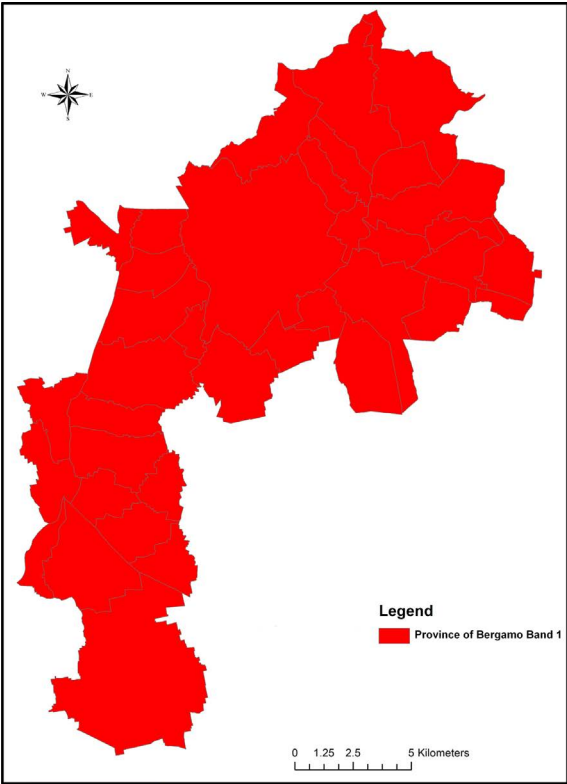 N
W E
S
Legend
Province of Bergamo Band 1
0 1.25 2.5 5 Kilometers